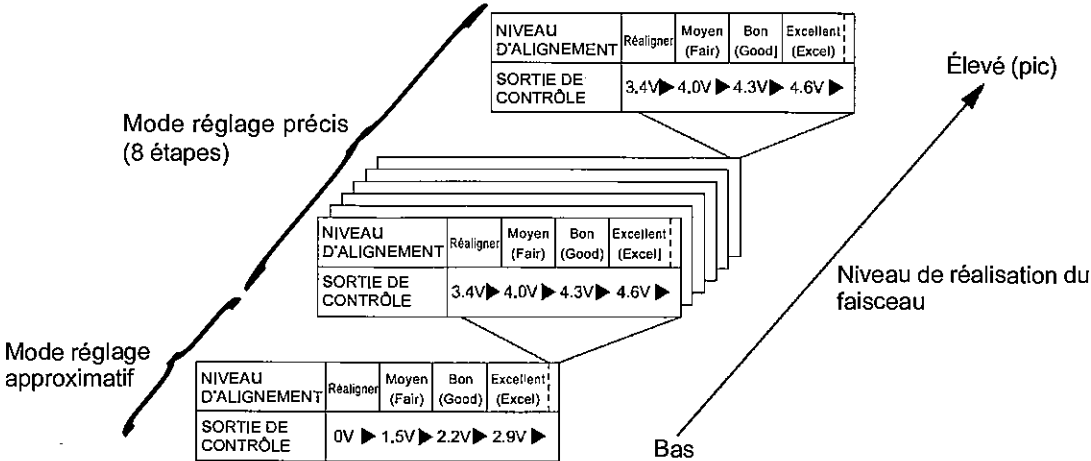 NIVEAU D'ALIGNEMENT Réaligner Moyen (Fair) Bon (Good) Excellent (Excel)
SORTIE DE CONTRÔLE 3.4V▶ 4.0V▶ 4.3V▶ 4.6V▶
Élevé (pic)
Mode réglage précis
(8 étapes)
NIVEAU D'ALIGNEMENT Réaligner Moyen (Fair) Bon (Good) Excellent (Excel)
SORTIE DE CONTRÔLE 3.4V▶ 4.0V▶ 4.3V▶ 4.6V▶
Niveau de réalisation du
faisceau
Mode réglage
approximatif
NIVEAU D'ALIGNEMENT Réaligner Moyen (Fair) Bon (Good) Excellent (Excel)
SORTIE DE CONTRÔLE 0V▶ 1.5V▶ 2.2V▶ 2.9V▶
Bas